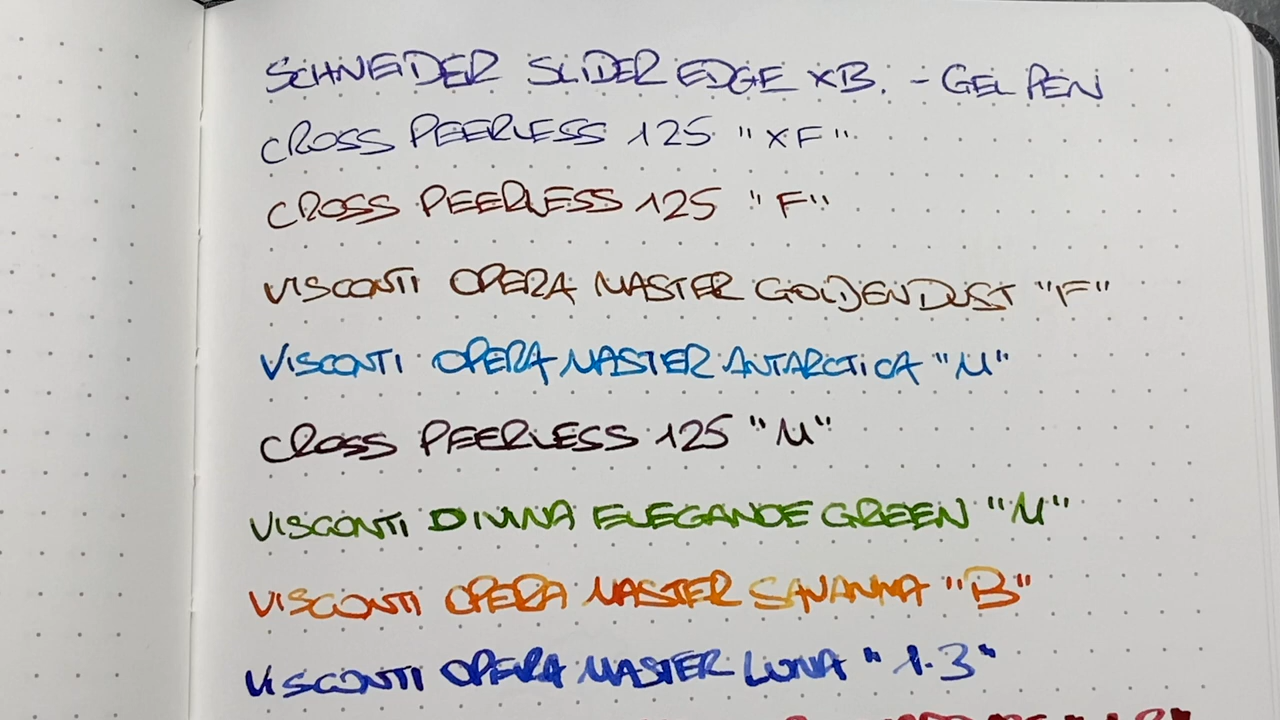 SCHNEIDER SLIDER EDGE XB. - GEL PEN
CROSS PEERLESS 125 "XF"
CROSS PEERLESS 125 "F"
VISCONTI OPERA MASTER GOLDENDUST "F"
VISCONTI OPERA MASTER ANTARCTICA "M"
CROSS PEERLESS 125 "M"
VISCONTI DIVINA ELEGANDE GREEN "M"
VISCONTI OPERA MASTER SAVANNA "B"
VISCONTI OPERA MASTER LUNA "1.3"